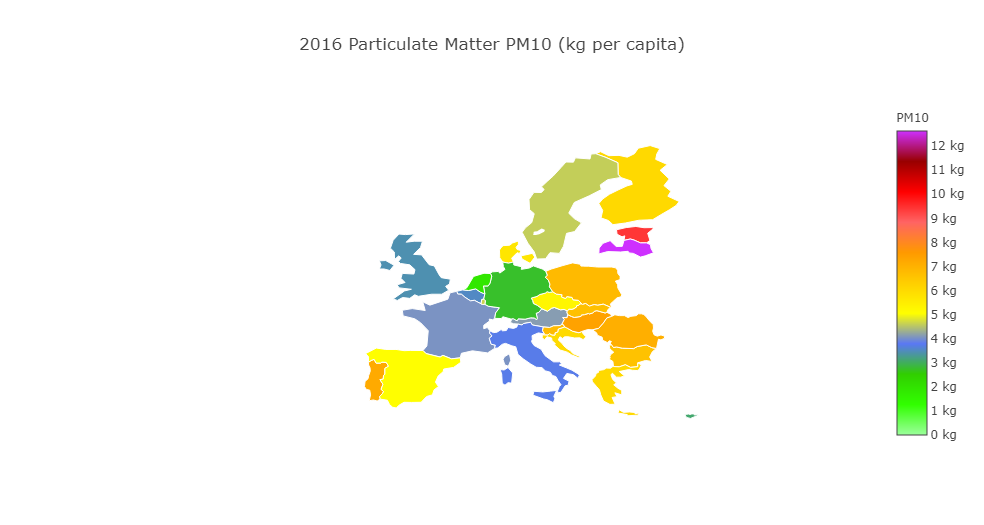 2016 Particulate Matter PM10 (kg per capita)
PM10
12 kg
11 kg
10 kg
9 kg
8 kg
7 kg
6 kg
5 kg
4 kg
3 kg
2 kg
1 kg
0 kg